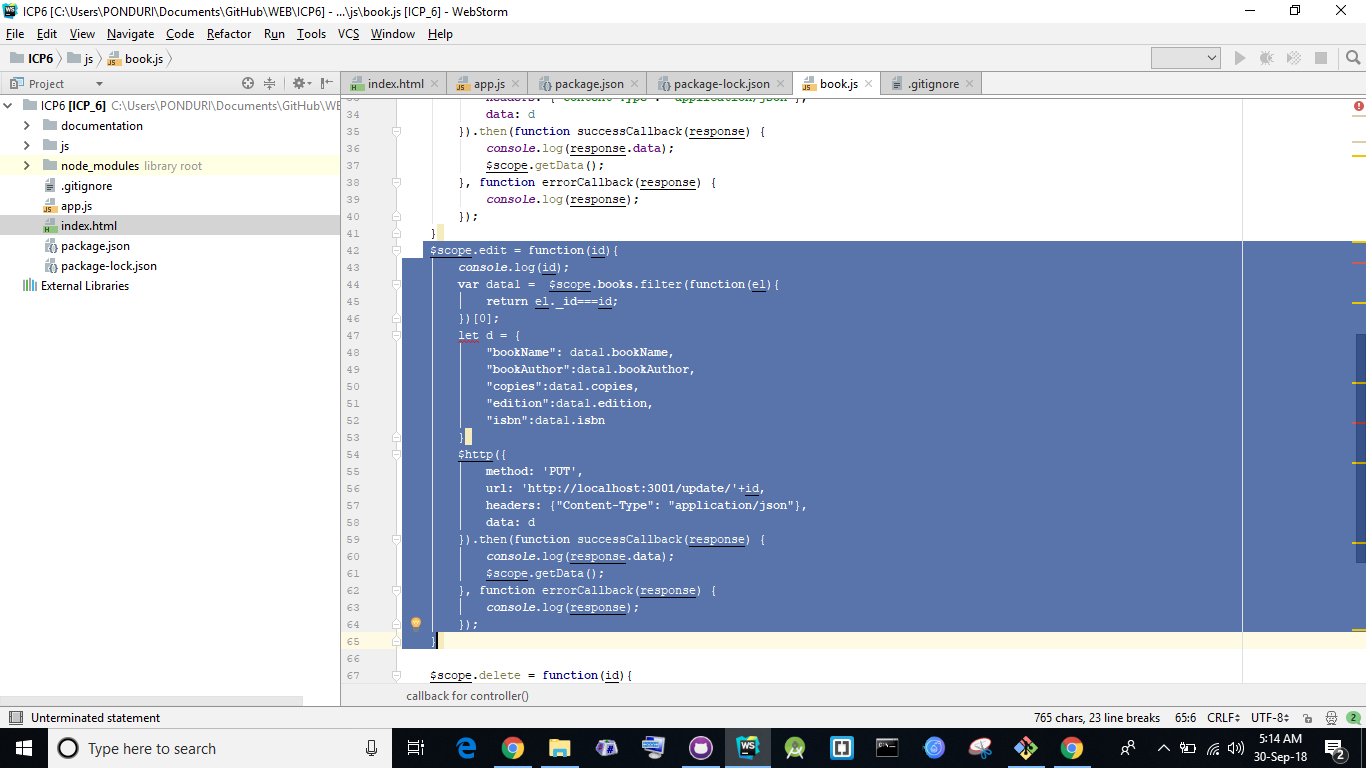 ICP6 [C:\Users\PONDURI\Documents\GitHub\WEB\ICP6] - ...\js\book.js [ICP_6] - WebStorm
File Edit View Navigate Code Refactor Run Tools VCS Window Help
ICP6 js book.js
Project
index.html app.js package.json package-lock.json book.js .gitignore
ICP6 [ICP_6] C:\Users\PONDURI\Documents\GitHub\WE
documentation
js
node_modules library root
.gitignore
app.js
index.html
package.json
package-lock.json
External Libraries
34 data: d
35 }).then(function successCallback(response) {
36 console.log(response.data);
37 $scope.getData();
38 }, function errorCallback(response) {
39 console.log(response);
40 });
41 }
42 $scope.edit = function(id){
43 console.log(id);
44 var data1 =  $scope.books.filter(function(el){
45 return el._id===id;
46 })[0];
47 let d = {
48 "bookName": data1.bookName,
49 "bookAuthor":data1.bookAuthor,
50 "copies":data1.copies,
51 "edition":data1.edition,
52 "isbn":data1.isbn
53 }
54 $http({
55 method: 'PUT',
56 url: 'http://localhost:3001/update/'+id,
57 headers: {"Content-Type": "application/json"},
58 data: d
59 }).then(function successCallback(response) {
60 console.log(response.data);
61 $scope.getData();
62 }, function errorCallback(response) {
63 console.log(response);
64 });
65 }
66
67 $scope.delete = function(id){
callback for controller()
Unterminated statement 765 chars, 23 line breaks 65:6 CRLF UTF-8 2
Type here to search
5:14 AM
30-Sep-18
2